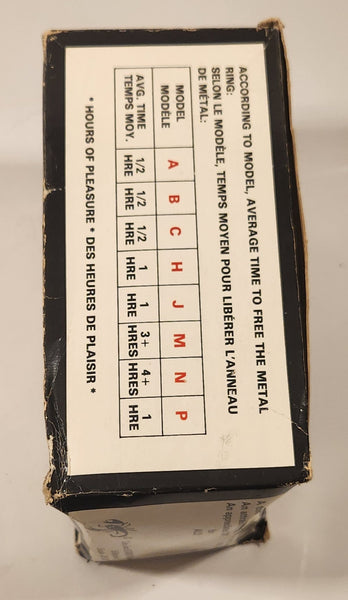 ACCORDING TO MODEL, AVERAGE TIME TO FREE THE METAL
RING:
SELON LE MODÈLE, TEMPS MOYEN POUR LIBÉRER L'ANNEAU
DE MÉTAL:
MODEL MODÈLE A B C H J M N P
AVG. TIME TEMPS MOY. 1/2 HRE 1/2 HRE 1/2 HRE 1 HRE 1 HRE 3+ HRES 4+ HRES 1 HRE
* HOURS OF PLEASURE * DES HEURES DE PLAISIR *